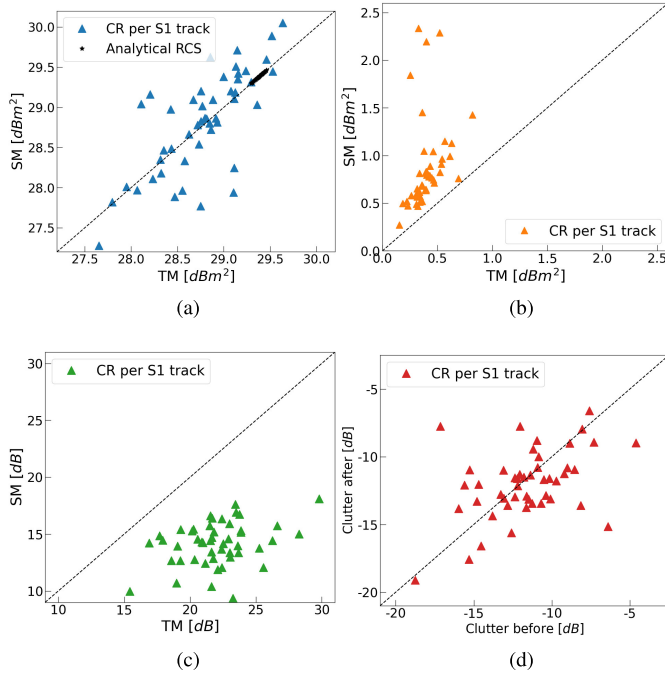 30.0
29.5
29.0
28.5
28.0
27.5
SM [dBm²]
CR per S1 track
Analytical RCS
27.5 28.0 28.5 29.0 29.5 30.0
TM [dBm²]
(a)
2.5
2.0
1.5
1.0
0.5
0.0
SM [dBm²]
CR per S1 track
0.0 0.5 1.0 1.5 2.0 2.5
TM [dBm²]
(b)
30
25
20
15
10
SM [dB]
CR per S1 track
10 15 20 25 30
TM [dB]
(c)
-5
-10
-15
-20
Clutter after [dB]
CR per S1 track
-20 -15 -10 -5
Clutter before [dB]
(d)